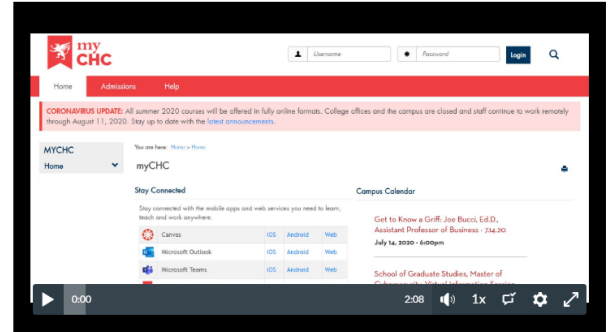 my
CHC
Username
Password
Login
Home Admissions Help
CORONAVIRUS UPDATE: All summer 2020 courses will be offered in fully online formats. College offices and the campus are closed and staff continue to work remotely
through August 11, 2020. Stay up to date with the latest announcements.
MYCHC
Home
You are here: Home > Home
myCHC
Stay Connected
Stay connected with the mobile apps and web services you need to learn,
teach and work anywhere.
Canvas iOS Android Web
Microsoft Outlook iOS Android Web
Microsoft Teams iOS Android Web
Campus Calendar
Get to Know a Griff: Joe Bucci, Ed.D.,
Assistant Professor of Business - 7.14.20
July 14, 2020 - 6:00pm
School of Graduate Studies, Master of
Cybersecurity Virtual Information Session
0:00
2:08
1x